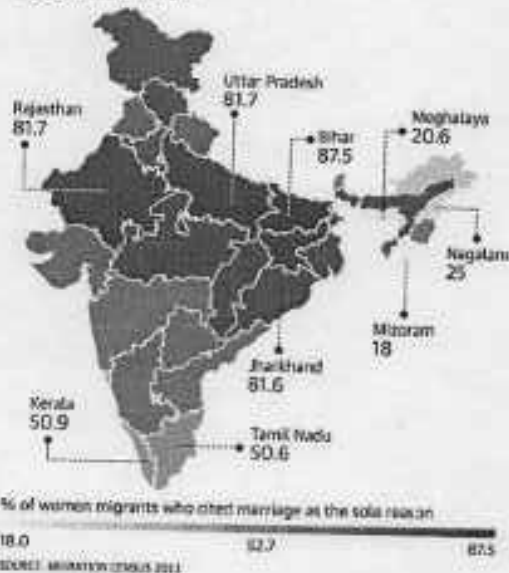 Uttar Pradesh
81.7
Rajasthan
81.7
Bihar
87.5
Meghalaya
20.6
Nagaland
25
Mizoram
18
Jharkhand
81.6
Kerala
50.9
Tamil Nadu
50.6
% of women migrants who cited marriage as the sole reason
18.0 52.7 87.5
SOURCE: MIGRATION CENSUS 2011